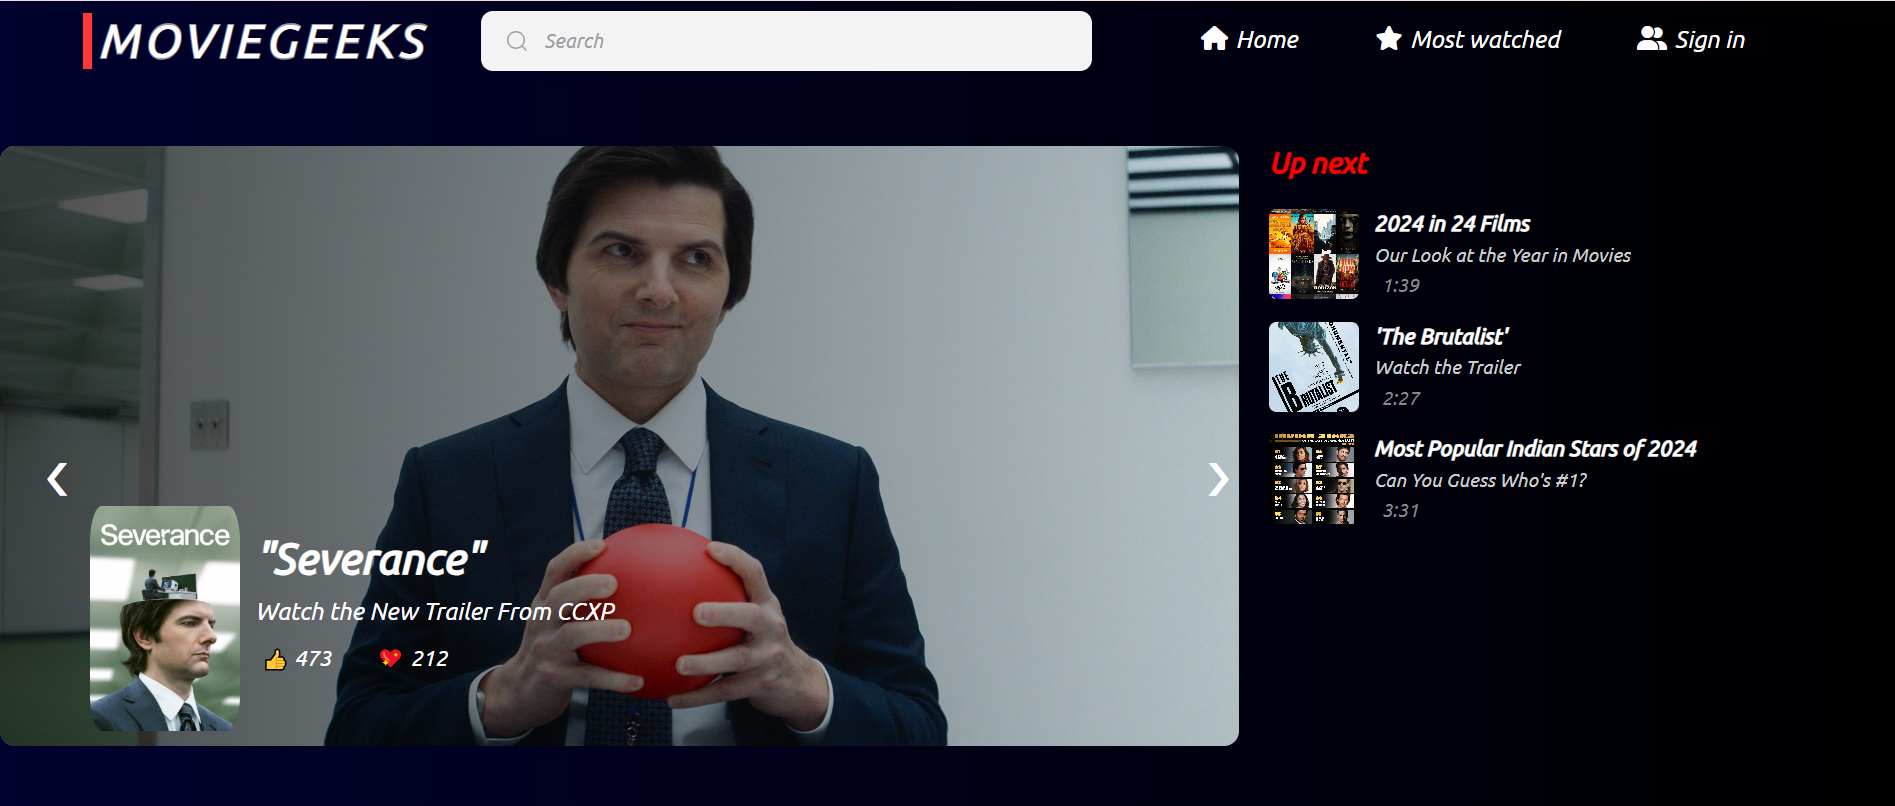 MOVIEGEEKS
Search
Home
Most watched
Sign in
Severance
"Severance"
Watch the New Trailer From CCXP
473
212
Up next
2024 in 24 Films
Our Look at the Year in Movies
1:39
THE
BRUTALIST
'The Brutalist'
Watch the Trailer
2:27
Most Popular Indian Stars of 2024
Can You Guess Who's #1?
3:31